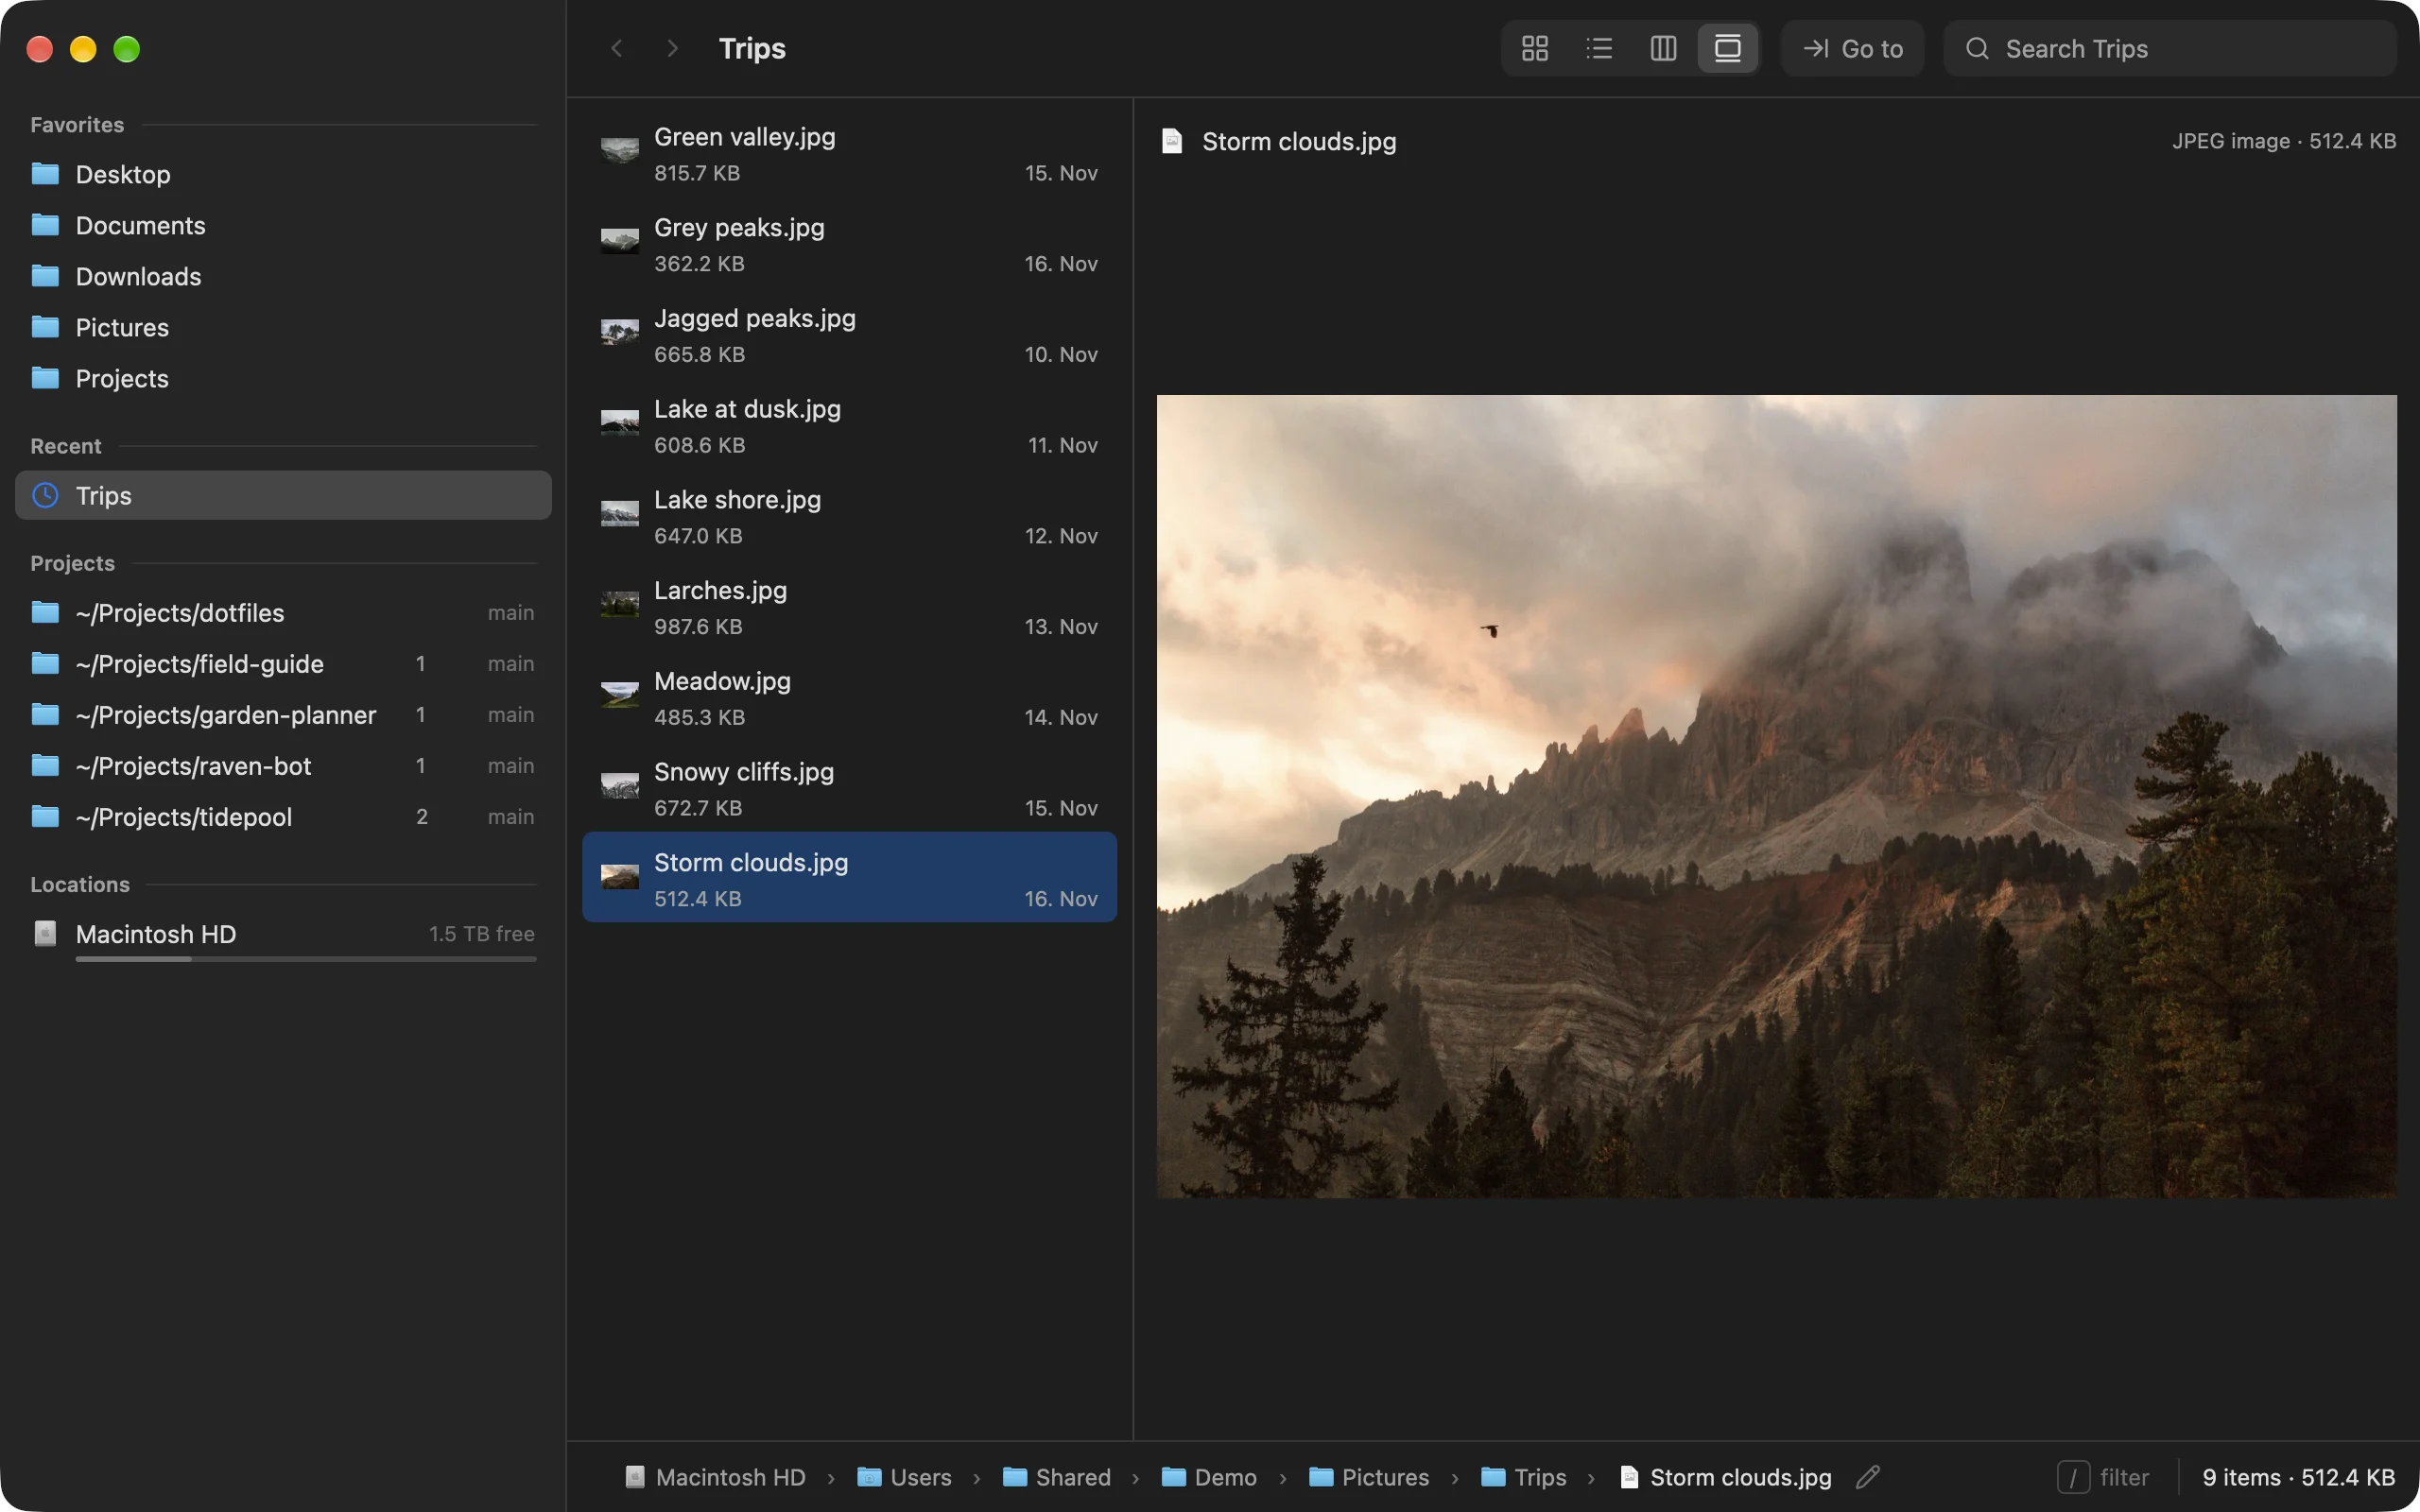 Trips
Go to
Search Trips
Favorites
Desktop
Documents
Downloads
Pictures
Projects
Recent
Trips
Projects
~/Projects/dotfiles main
~/Projects/field-guide 1 main
~/Projects/garden-planner 1 main
~/Projects/raven-bot 1 main
~/Projects/tidepool 2 main
Locations
Macintosh HD 1.5 TB free
Green valley.jpg
815.7 KB 15. Nov
Grey peaks.jpg
362.2 KB 16. Nov
Jagged peaks.jpg
665.8 KB 10. Nov
Lake at dusk.jpg
608.6 KB 11. Nov
Lake shore.jpg
647.0 KB 12. Nov
Larches.jpg
987.6 KB 13. Nov
Meadow.jpg
485.3 KB 14. Nov
Snowy cliffs.jpg
672.7 KB 15. Nov
Storm clouds.jpg
512.4 KB 16. Nov
Storm clouds.jpg JPEG image · 512.4 KB
Macintosh HD › Users › Shared › Demo › Pictures › Trips › Storm clouds.jpg / filter 9 items · 512.4 KB